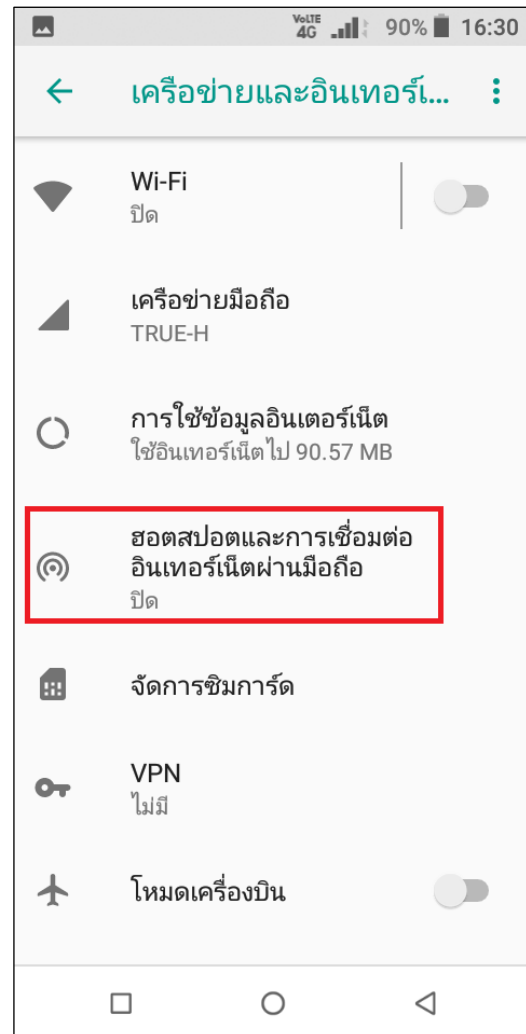 VoLTE 4G 90% 16:30
เครือข่ายและอินเทอร์เ...
Wi-Fi
ปิด
เครือข่ายมือถือ
TRUE-H
การใช้ข้อมูลอินเตอร์เน็ต
ใช้อินเทอร์เน็ตไป 90.57 MB
ฮอตสปอตและการเชื่อมต่อ
อินเทอร์เน็ตผ่านมือถือ
ปิด
จัดการซิมการ์ด
VPN
ไม่มี
โหมดเครื่องบิน